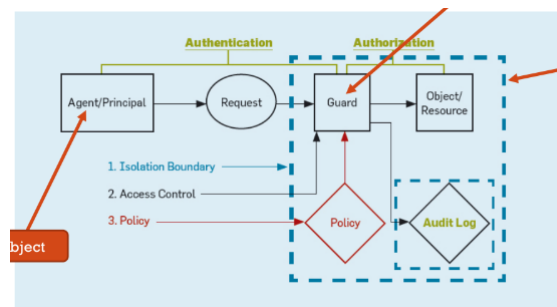 Authentication
Authorization
Agent/Principal
Request
Guard
Object/
Resource
1. Isolation Boundary
2. Access Control
3. Policy
Policy
Audit Log
bject